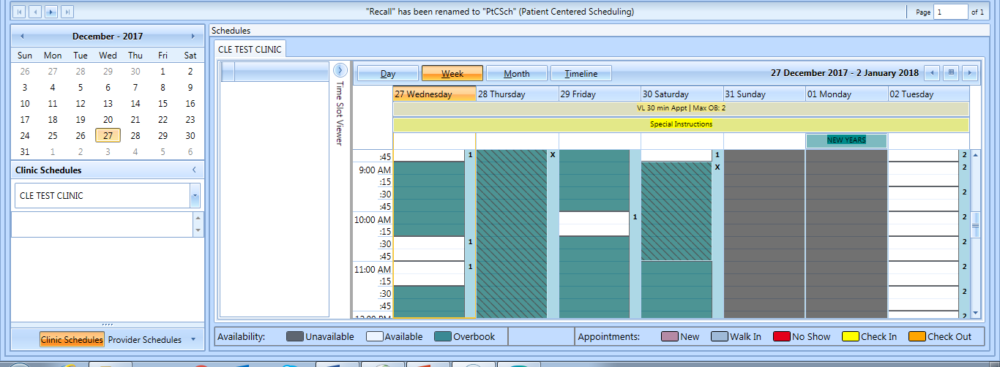 "Recall" has been renamed to "PtCSch" (Patient Centered Scheduling)
Page 1 of 1
December - 2017
Sun Mon Tue Wed Thu Fri Sat
26 27 28 29 30 1 2
3 4 5 6 7 8 9
10 11 12 13 14 15 16
17 18 19 20 21 22 23
24 25 26 27 28 29 30
31 1 2 3 4 5 6
Clinic Schedules
CLE TEST CLINIC
Clinic Schedules Provider Schedules
Schedules
CLE TEST CLINIC
Time Slot Viewer
Day Week Month Timeline
27 December 2017 - 2 January 2018
27 Wednesday 28 Thursday 29 Friday 30 Saturday 31 Sunday 01 Monday 02 Tuesday
VL 30 min Appt | Max OB: 2
Special Instructions
NEW YEARS
:45 1 X 1 2
9:00 AM X 2
:15
:30 2
:45
10:00 AM 1 2
:15
:30 1 2
:45
11:00 AM 1 2
:15
:30 2
:45
12:00 PM 2
Availability: Unavailable Available Overbook
Appointments: New Walk In No Show Check In Check Out